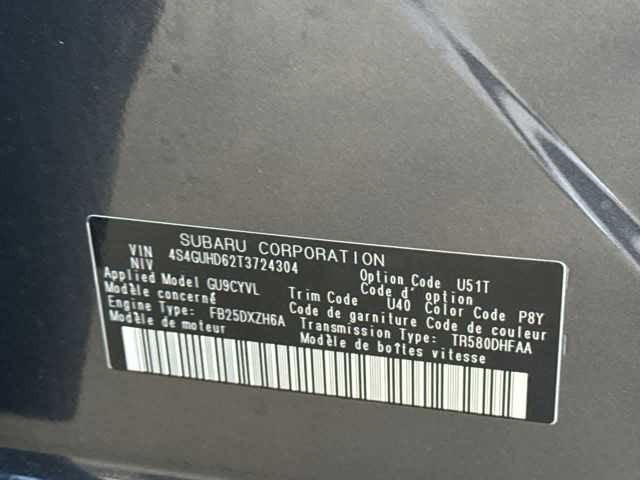 SUBARU CORPORATION
VIN 4S4GUHD62T3724304
NIV
Option Code U51T
Code d' option
Applied Model GU9CYVL
Modèle concerné
Trim Code U40 Color Code P8Y
Code de garniture Code de couleur
Engine Type: FB25DXZH6A
Modèle de moteur
Transmission Type: TR580DHFAA
Modèle de boîtes vitesse